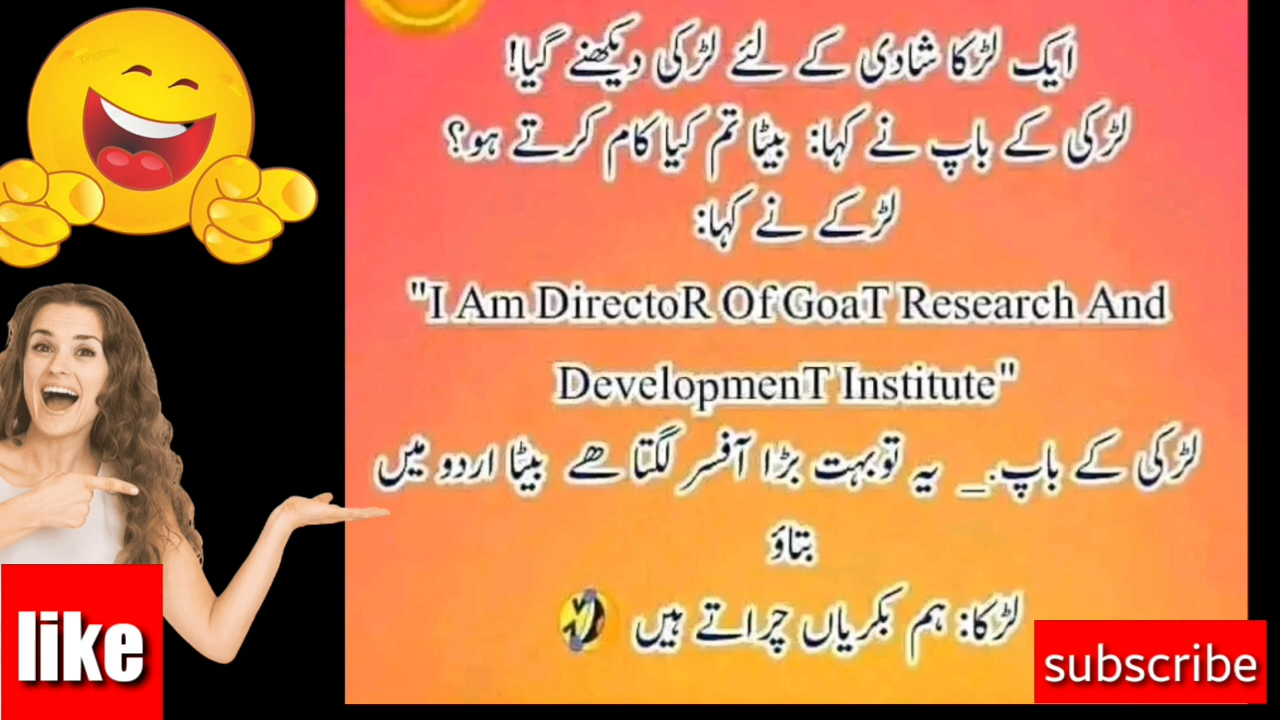 ایک لڑکا شادی کے لئے لڑکی دیکھنے گیا!
لڑکی کے باپ نے کہا: بیٹا تم کیا کام کرتے ہو؟
لڑکے نے کہا:
"I Am DirectoR Of GoaT Research And
DevelopmenT Institute"
لڑکی کے باپ._ یہ تو بہت بڑا آفسر لگتا ھے بیٹا اردو میں
بتاؤ
لڑکا: ہم بکریاں چراتے ہیں 🤣
like
subscribe